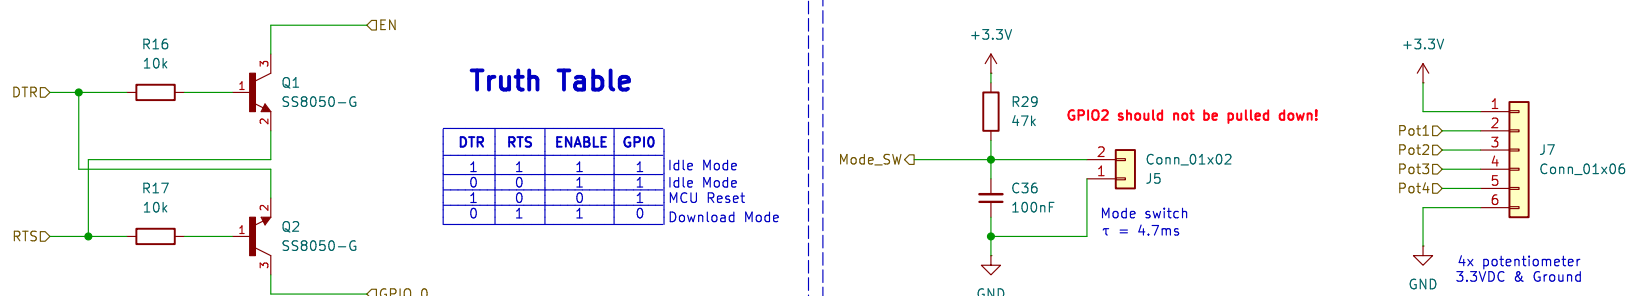 EN
R16
10k
3
1
Q1
SS8050-G
DTR
2
R17
10k
2
1
Q2
SS8050-G
RTS
3
GPIO_0
Truth Table
DTR RTS ENABLE GPIO
1 1 1 1 Idle Mode
0 0 1 1 Idle Mode
1 0 0 1 MCU Reset
0 1 1 0 Download Mode
+3.3V
R29
47k
GPIO2 should not be pulled down!
Mode_SW
2
1
Conn_01x02
J5
C36
100nF
Mode switch
τ = 4.7ms
GND
+3.3V
1
Pot1 2
Pot2 3
Pot3 4
Pot4 5
6
J7
Conn_01x06
GND
4x potentiometer
3.3VDC & Ground